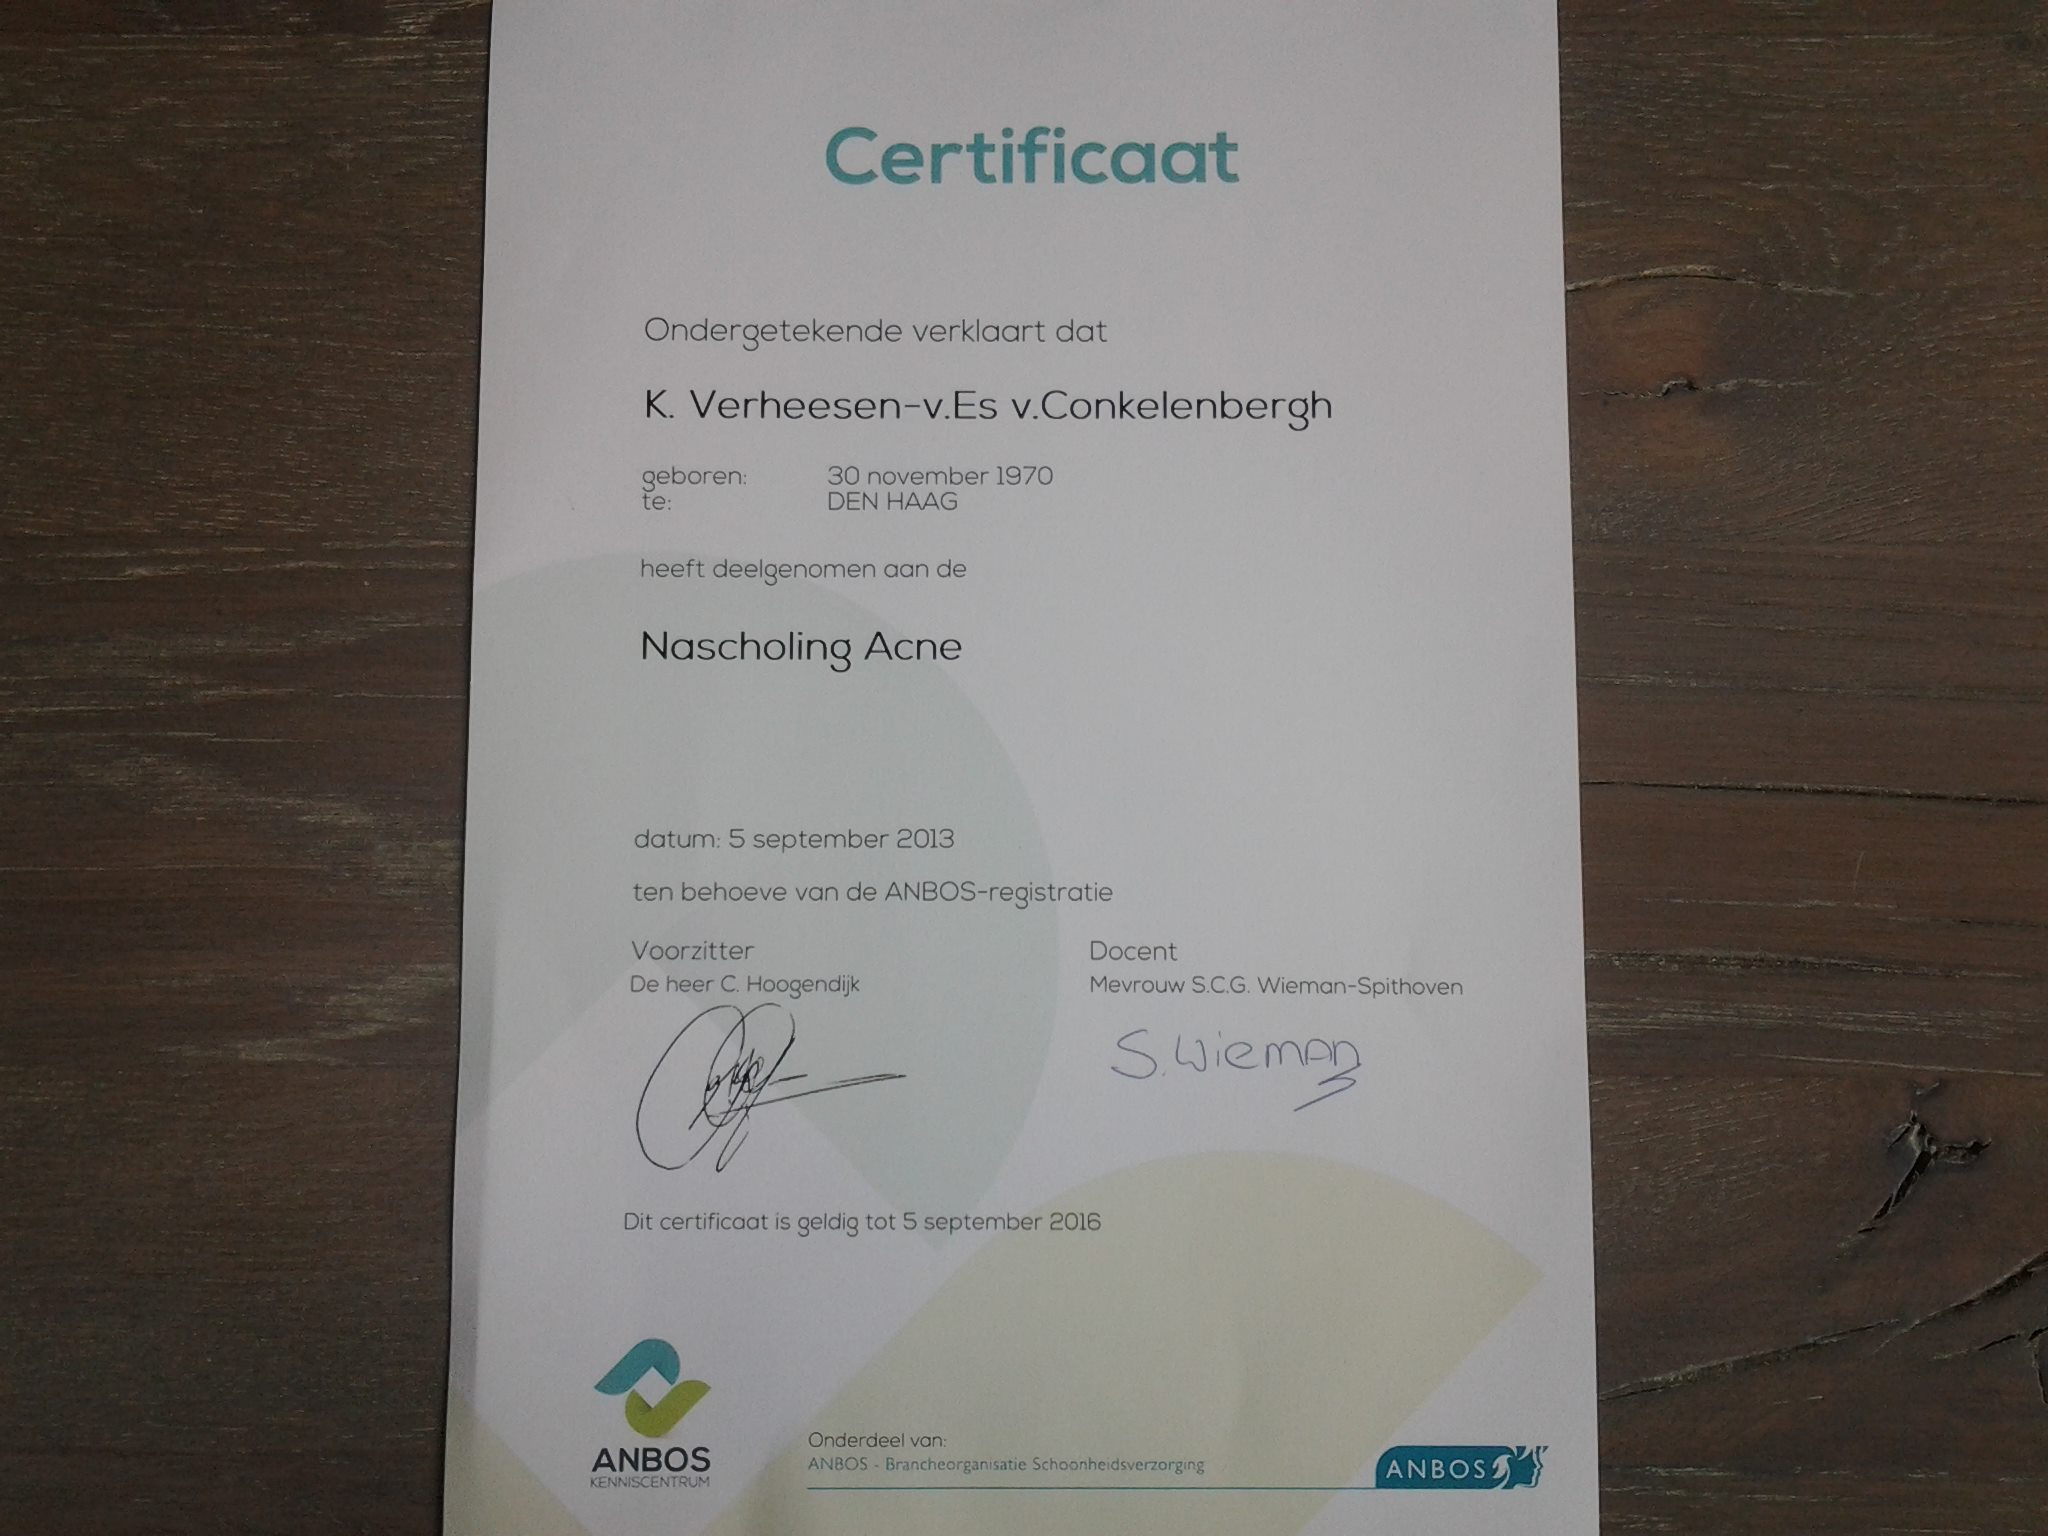 Certificaat
Ondergetekende verklaart dat
K. Verheesen-v.Es v.Conkelenbergh
geboren: 30 november 1970
te: DEN HAAG
heeft deelgenomen aan de
Nascholing Acne
datum: 5 september 2013
ten behoeve van de ANBOS-registratie
Voorzitter
De heer C. Hoogendijk
Docent
Mevrouw S.C.G. Wieman-Spithoven
S. Wieman
Dit certificaat is geldig tot 5 september 2016
ANBOS
KENNISCENTRUM
Onderdeel van:
ANBOS - Brancheorganisatie Schoonheidsverzorging
ANBOS